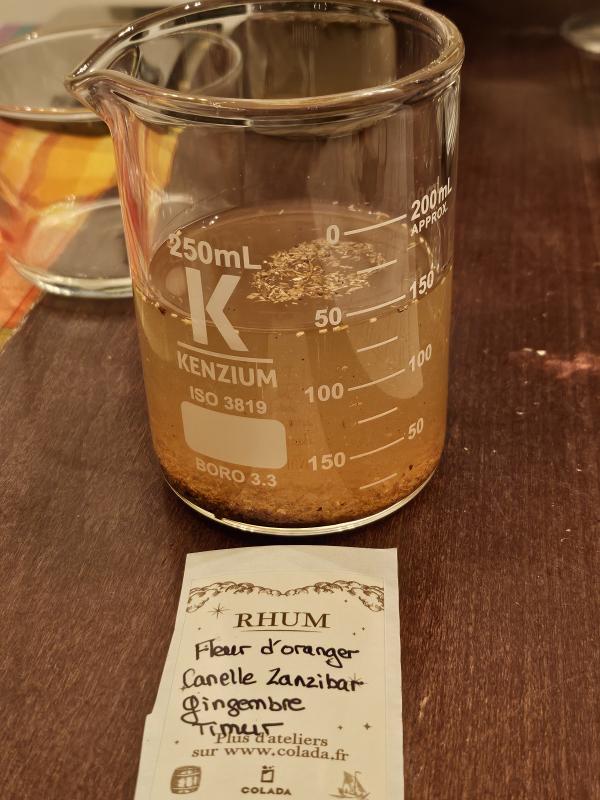 200mL
APPROX.
0
250mL
150
50
K
KENZIUM
100
100
ISO 3819
50
150
BORO 3.3
RHUM
Fleur d'oranger
Canelle Zanzibar
Gingembre
Timur
Plus d'ateliers
sur www.colada.fr
COLADA